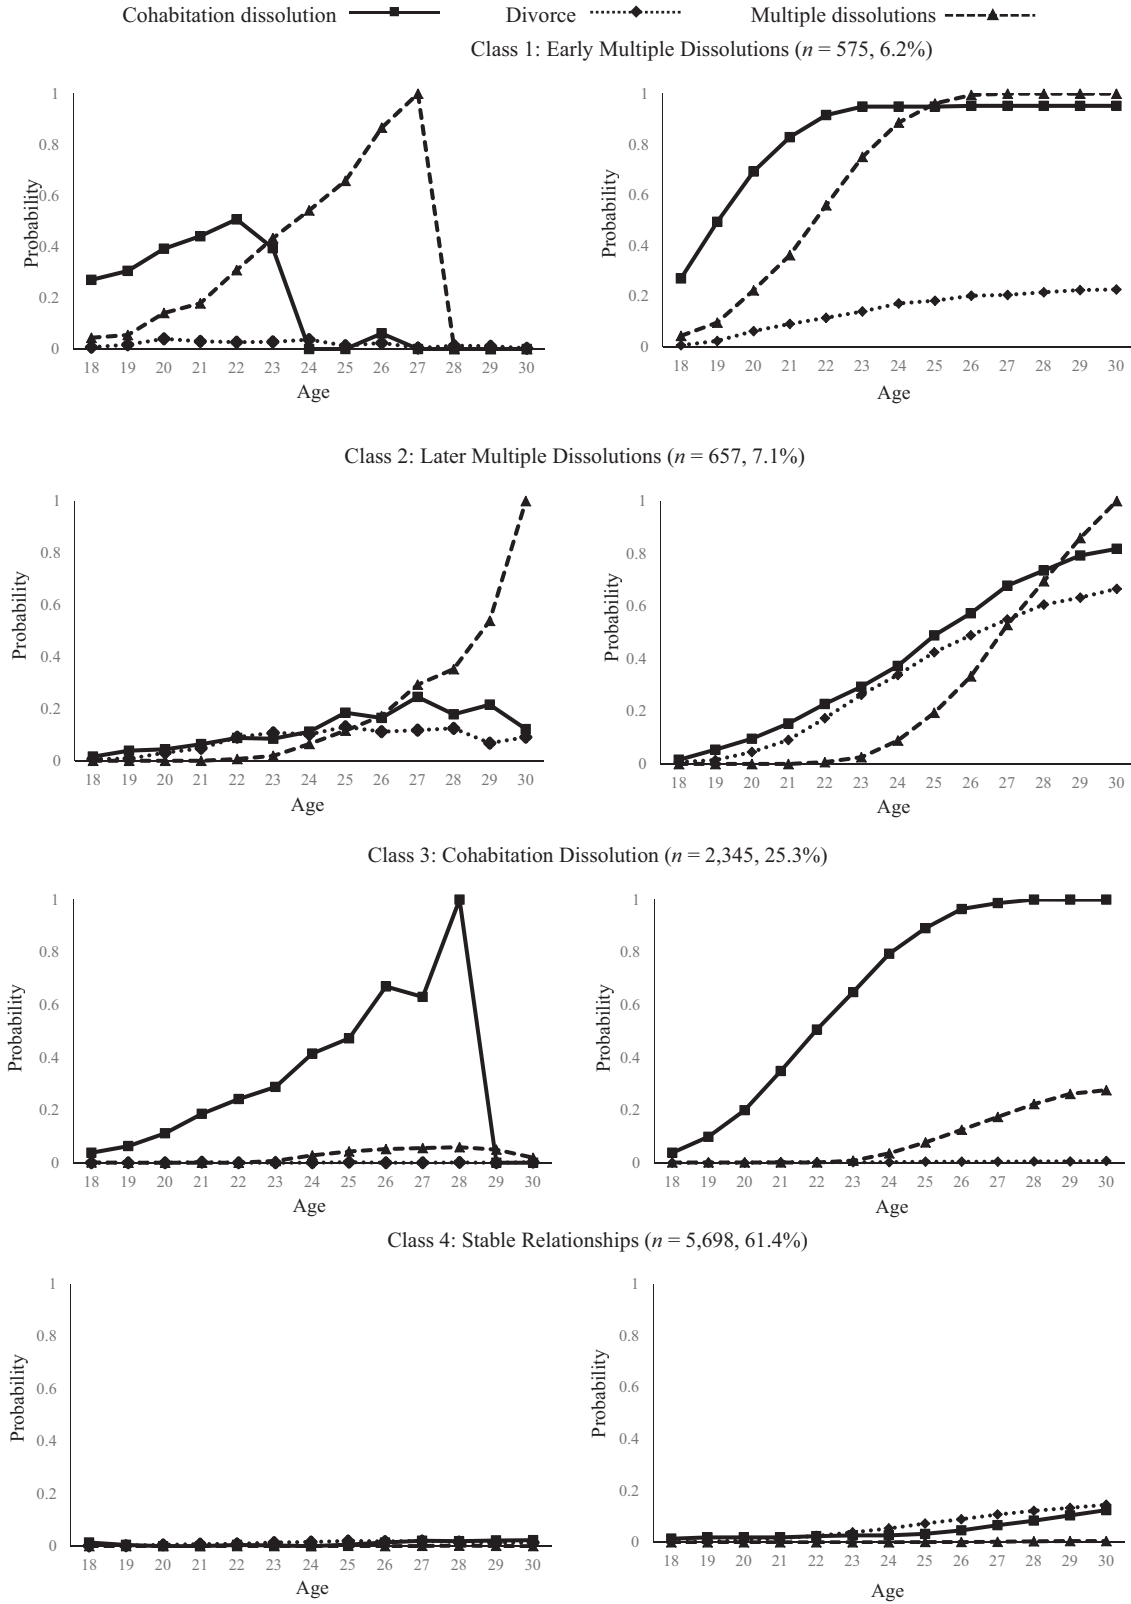 Cohabitation dissolution Divorce Multiple dissolutions
Class 1: Early Multiple Dissolutions (n = 575, 6.2%)
1
0.8
0.6
0.4
0.2
0
Probability
18 19 20 21 22 23 24 25 26 27 28 29 30
Age
1
0.8
0.6
0.4
0.2
0
Probability
18 19 20 21 22 23 24 25 26 27 28 29 30
Age
Class 2: Later Multiple Dissolutions (n = 657, 7.1%)
1
0.8
0.6
0.4
0.2
0
Probability
18 19 20 21 22 23 24 25 26 27 28 29 30
Age
1
0.8
0.6
0.4
0.2
0
Probability
18 19 20 21 22 23 24 25 26 27 28 29 30
Age
Class 3: Cohabitation Dissolution (n = 2,345, 25.3%)
1
0.8
0.6
0.4
0.2
0
Probability
18 19 20 21 22 23 24 25 26 27 28 29 30
Age
1
0.8
0.6
0.4
0.2
0
Probability
18 19 20 21 22 23 24 25 26 27 28 29 30
Age
Class 4: Stable Relationships (n = 5,698, 61.4%)
1
0.8
0.6
0.4
0.2
0
Probability
18 19 20 21 22 23 24 25 26 27 28 29 30
Age
1
0.8
0.6
0.4
0.2
0
Probability
18 19 20 21 22 23 24 25 26 27 28 29 30
Age